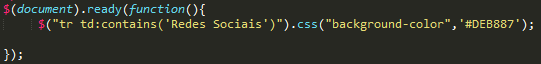 $(document).ready(function(){
$("tr td:contains('Redes Sociais')").css("background-color",'#DEB887');
});